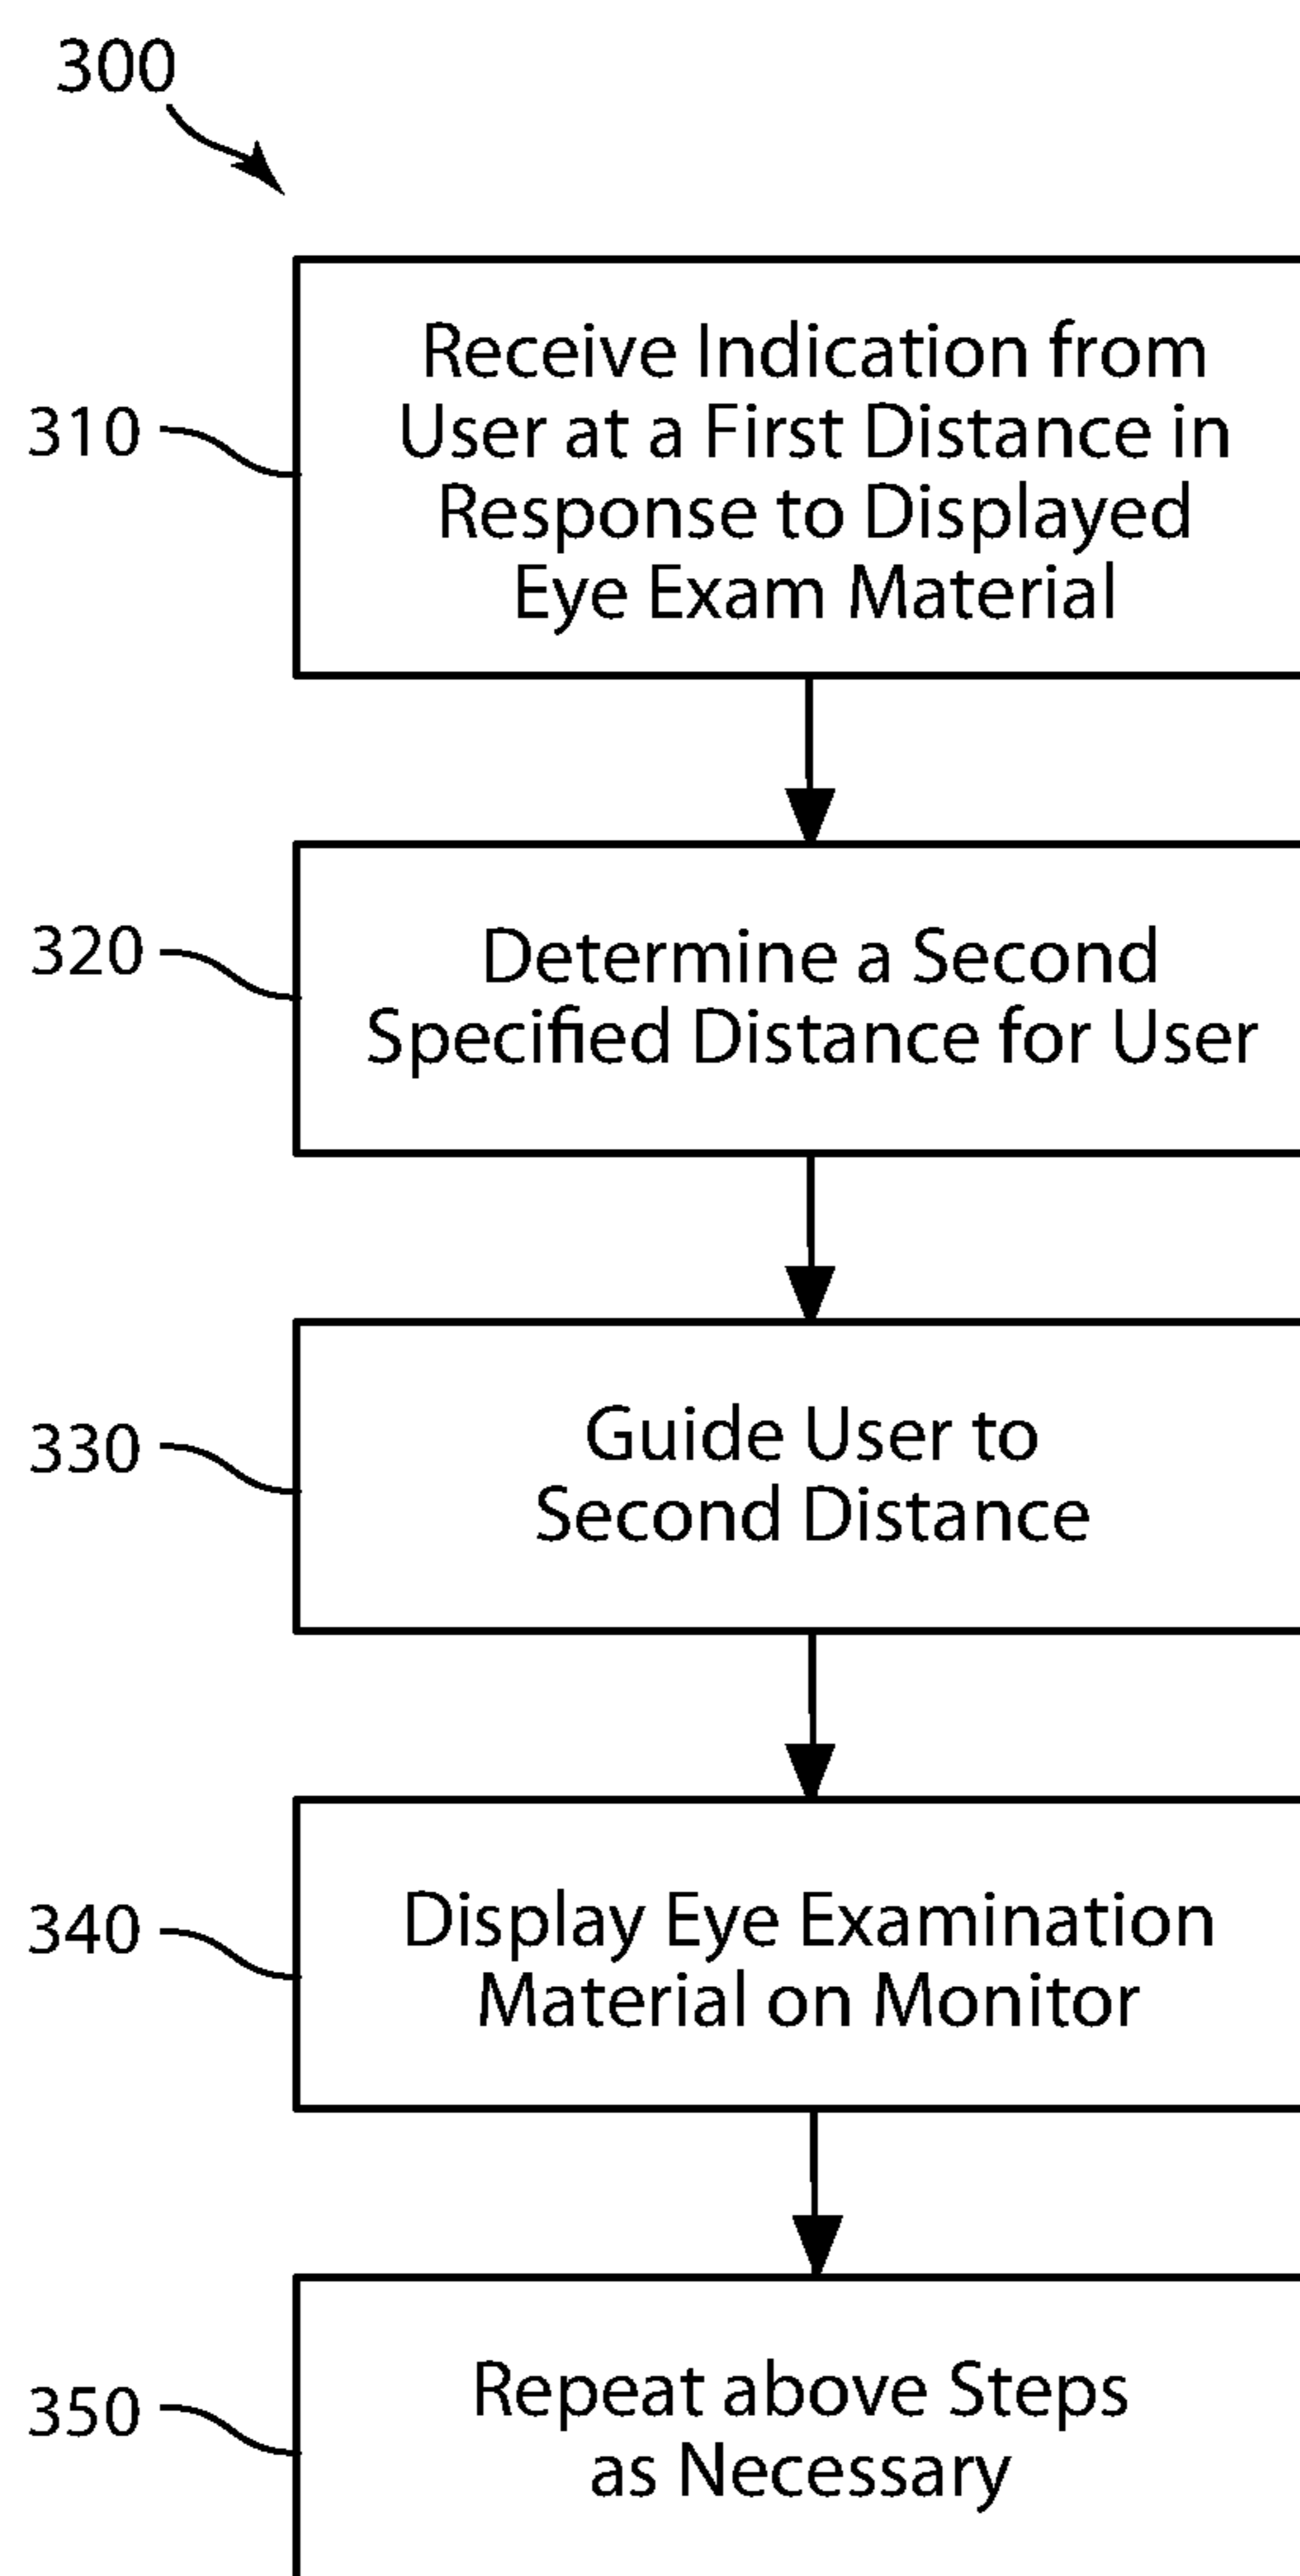 300
310
Receive Indication from
User at a First Distance in
Response to Displayed
Eye Exam Material
320
Determine a Second
Specified Distance for User
330
Guide User to
Second Distance
340
Display Eye Examination
Material on Monitor
350
Repeat above Steps
as Necessary